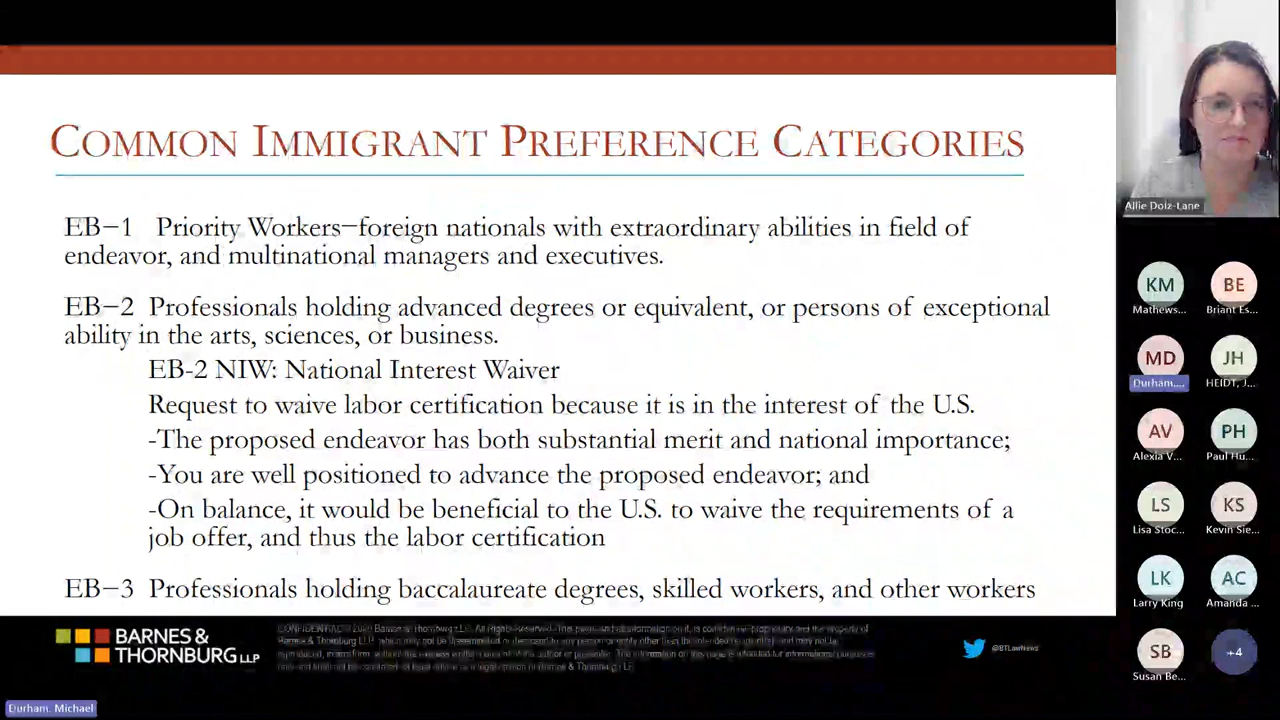 COMMON IMMIGRANT PREFERENCE CATEGORIES
EB–1 Priority Workers–foreign nationals with extraordinary abilities in field of
endeavor, and multinational managers and executives.
EB–2 Professionals holding advanced degrees or equivalent, or persons of exceptional
ability in the arts, sciences, or business.
EB-2 NIW: National Interest Waiver
Request to waive labor certification because it is in the interest of the U.S.
-The proposed endeavor has both substantial merit and national importance;
-You are well positioned to advance the proposed endeavor; and
-On balance, it would be beneficial to the U.S. to waive the requirements of a
job offer, and thus the labor certification
EB–3 Professionals holding baccalaureate degrees, skilled workers, and other workers
BARNES &
THORNBURG LLP
@BTLawNews
Durham, Michael
Allie Dolz-Lane
KM
BE
Mathews...
Briant Es...
MD
JH
Durham,...
HEIDT, J...
AV
PH
Alexia V...
Paul Hu...
LS
KS
Lisa Stoc...
Kevin Sie...
LK
AC
Larry King
Amanda ...
SB
+4
Susan Be...